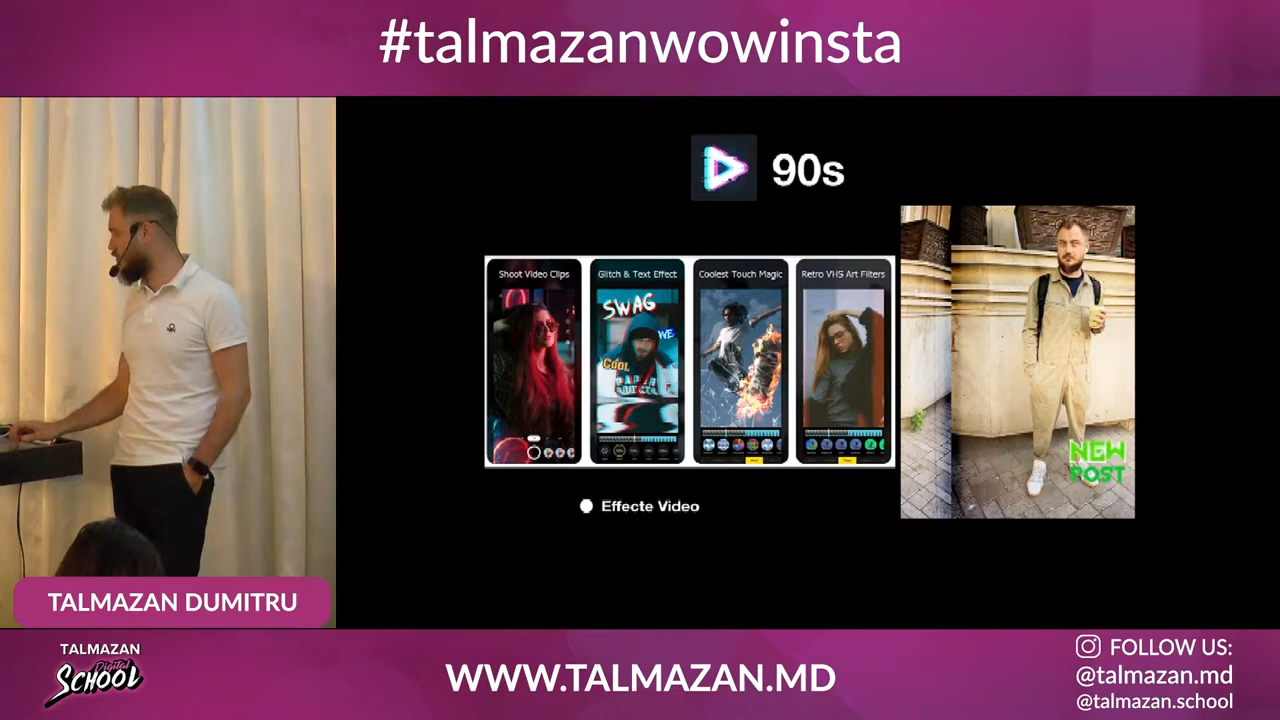 #talmazanwowinsta
90s
Shoot Video Clips
Glitch & Text Effect
Coolest Touch Magic
Retro VHS Art Filters
SWAG
WE
COOL
NEW
POST
Effecte Video
TALMAZAN DUMITRU
TALMAZAN
Digital
SCHOOL
WWW.TALMAZAN.MD
FOLLOW US:
@talmazan.md
@talmazan.school